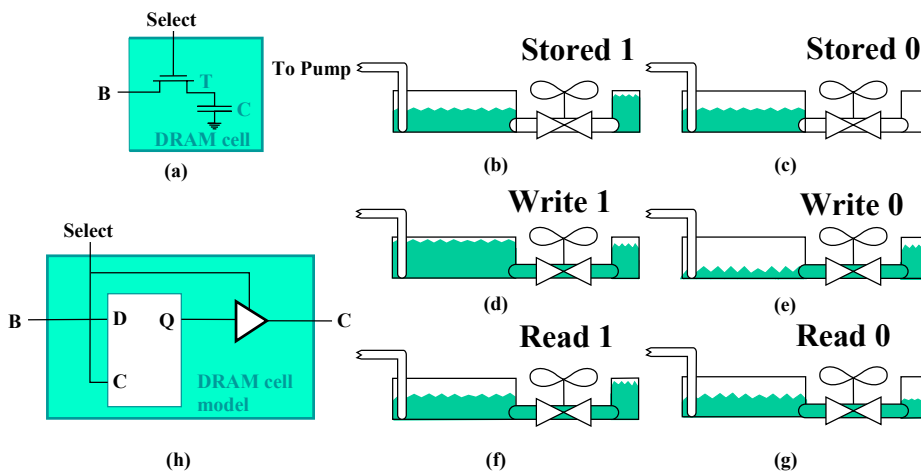 Select
B
T
C
DRAM cell
(a)
To Pump
Stored 1
(b)
Stored 0
(c)
Write 1
(d)
Write 0
(e)
Select
B
D
Q
C
C
DRAM cell
model
(h)
Read 1
(f)
Read 0
(g)